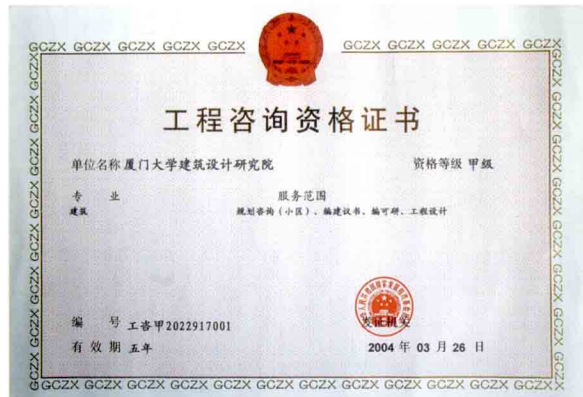 GCZX GCZX GCZX GCZX GCZX GCZX GCZX GCZX GCZX
工程咨询资格证书
单位名称 厦门大学建筑设计研究院 资格等级 甲级
专 业 服务范围
建筑 规划咨询（小区）、编建议书、编可研、工程设计
编 号 工咨甲2022917001 发证机关
有 效 期 五年 2004 年 03 月 26 日
GCZX GCZX GCZX GCZX GCZX GCZX GCZX GCZX GCZX GCZX GCZX GCZX